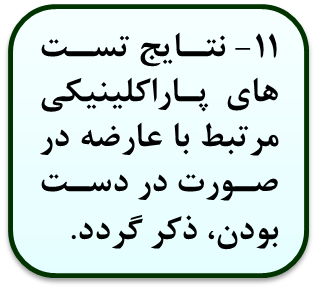 ۱۱- نتایج تست
های پاراکلینیکی
مرتبط با عارضه در
صورت در دست
بودن، ذکر گردد.